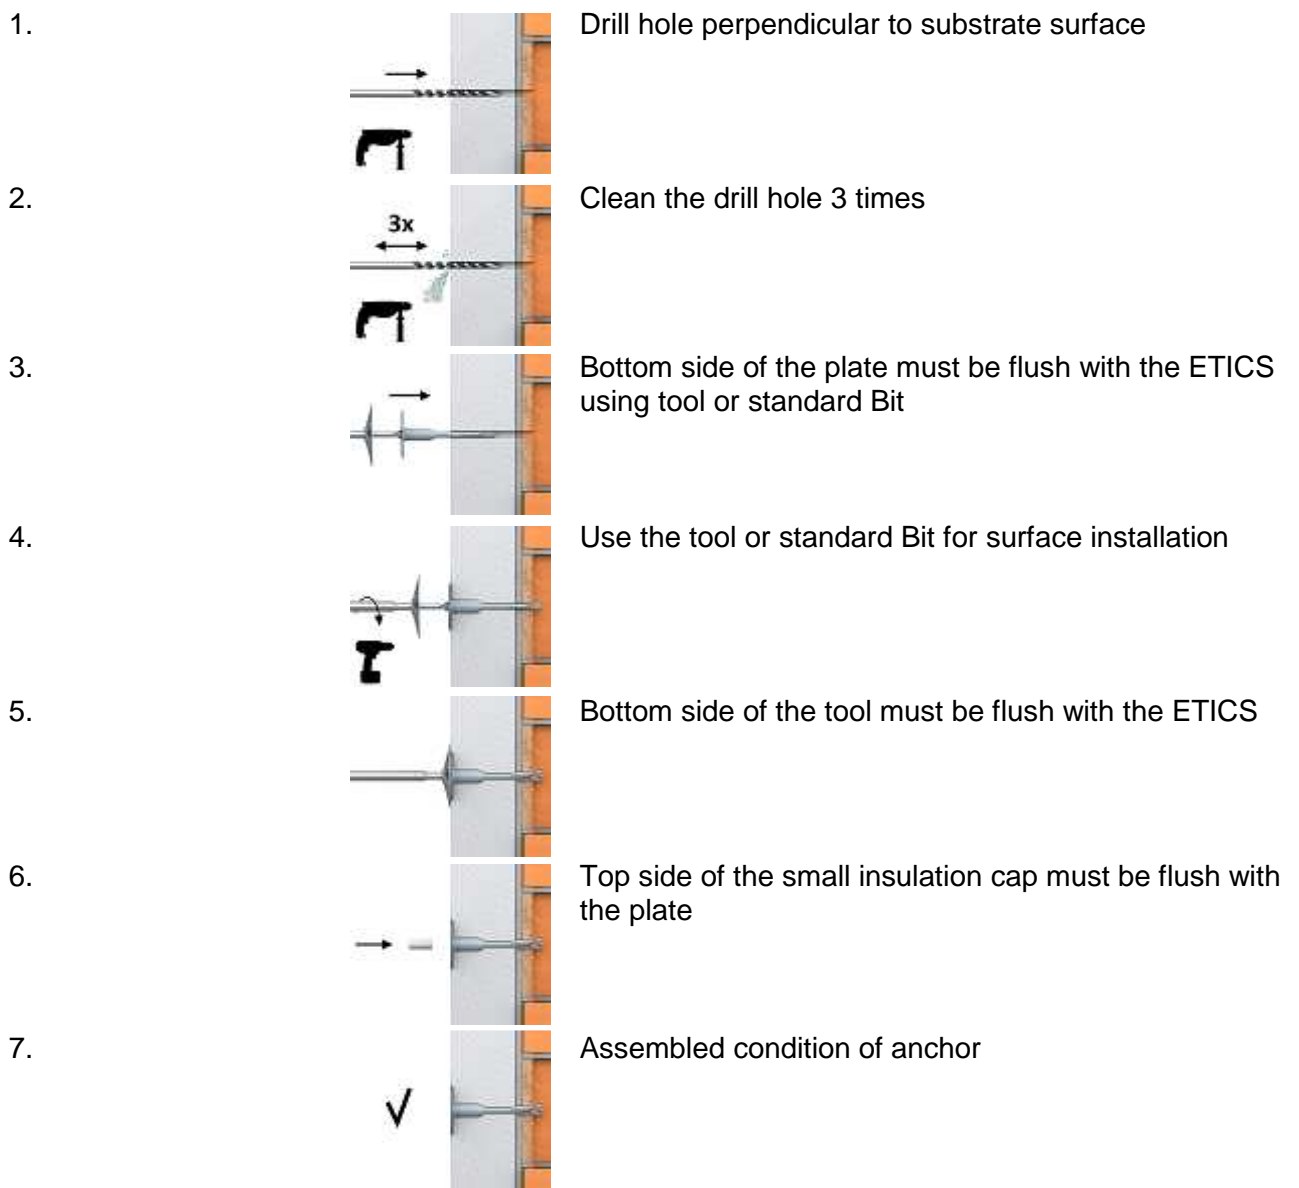 1.
Drill hole perpendicular to substrate surface
2.
3x
Clean the drill hole 3 times
3.
Bottom side of the plate must be flush with the ETICS
using tool or standard Bit
4.
Use the tool or standard Bit for surface installation
5.
Bottom side of the tool must be flush with the ETICS
6.
Top side of the small insulation cap must be flush with
the plate
7.
Assembled condition of anchor